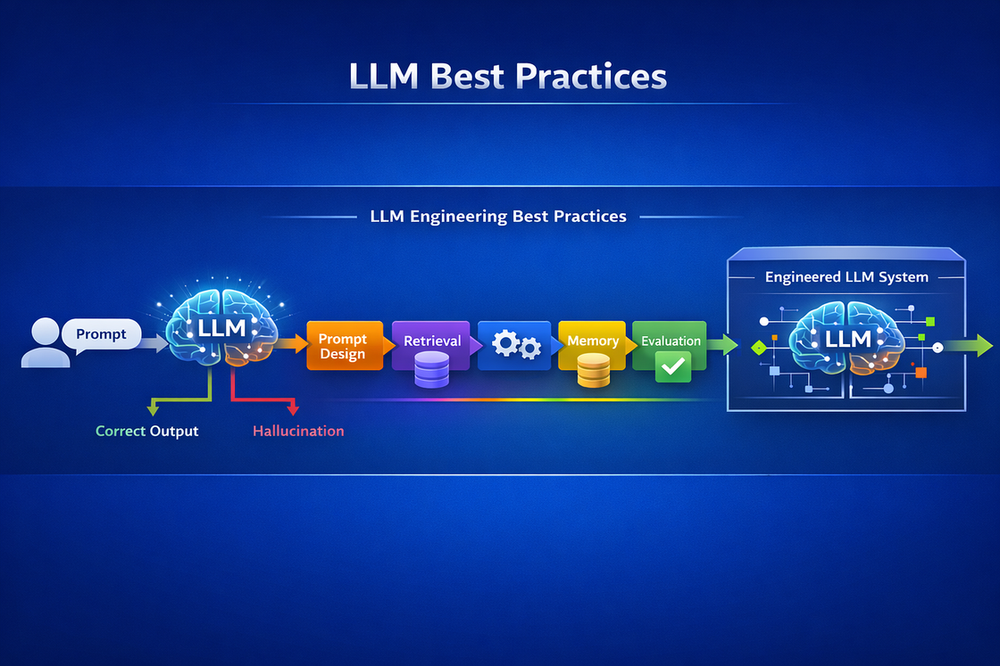 LLM Best Practices
LLM Engineering Best Practices
Engineered LLM System
Prompt
LLM
Prompt
Design
Retrieval
Memory
Evaluation
LLM
Correct Output
Hallucination